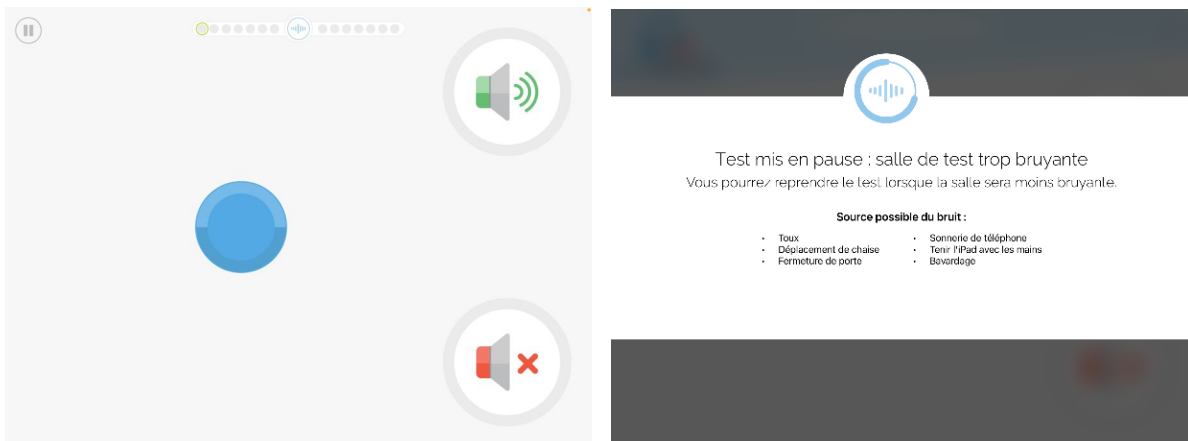 Test mis en pause : salle de test trop bruyante
Vous pourrez reprendre le test lorsque la salle sera moins bruyante.
Source possible du bruit :
• Toux
• Déplacement de chaise
• Fermeture de porte
• Sonnerie de téléphone
• Tenir l'iPad avec les mains
• Bavardage